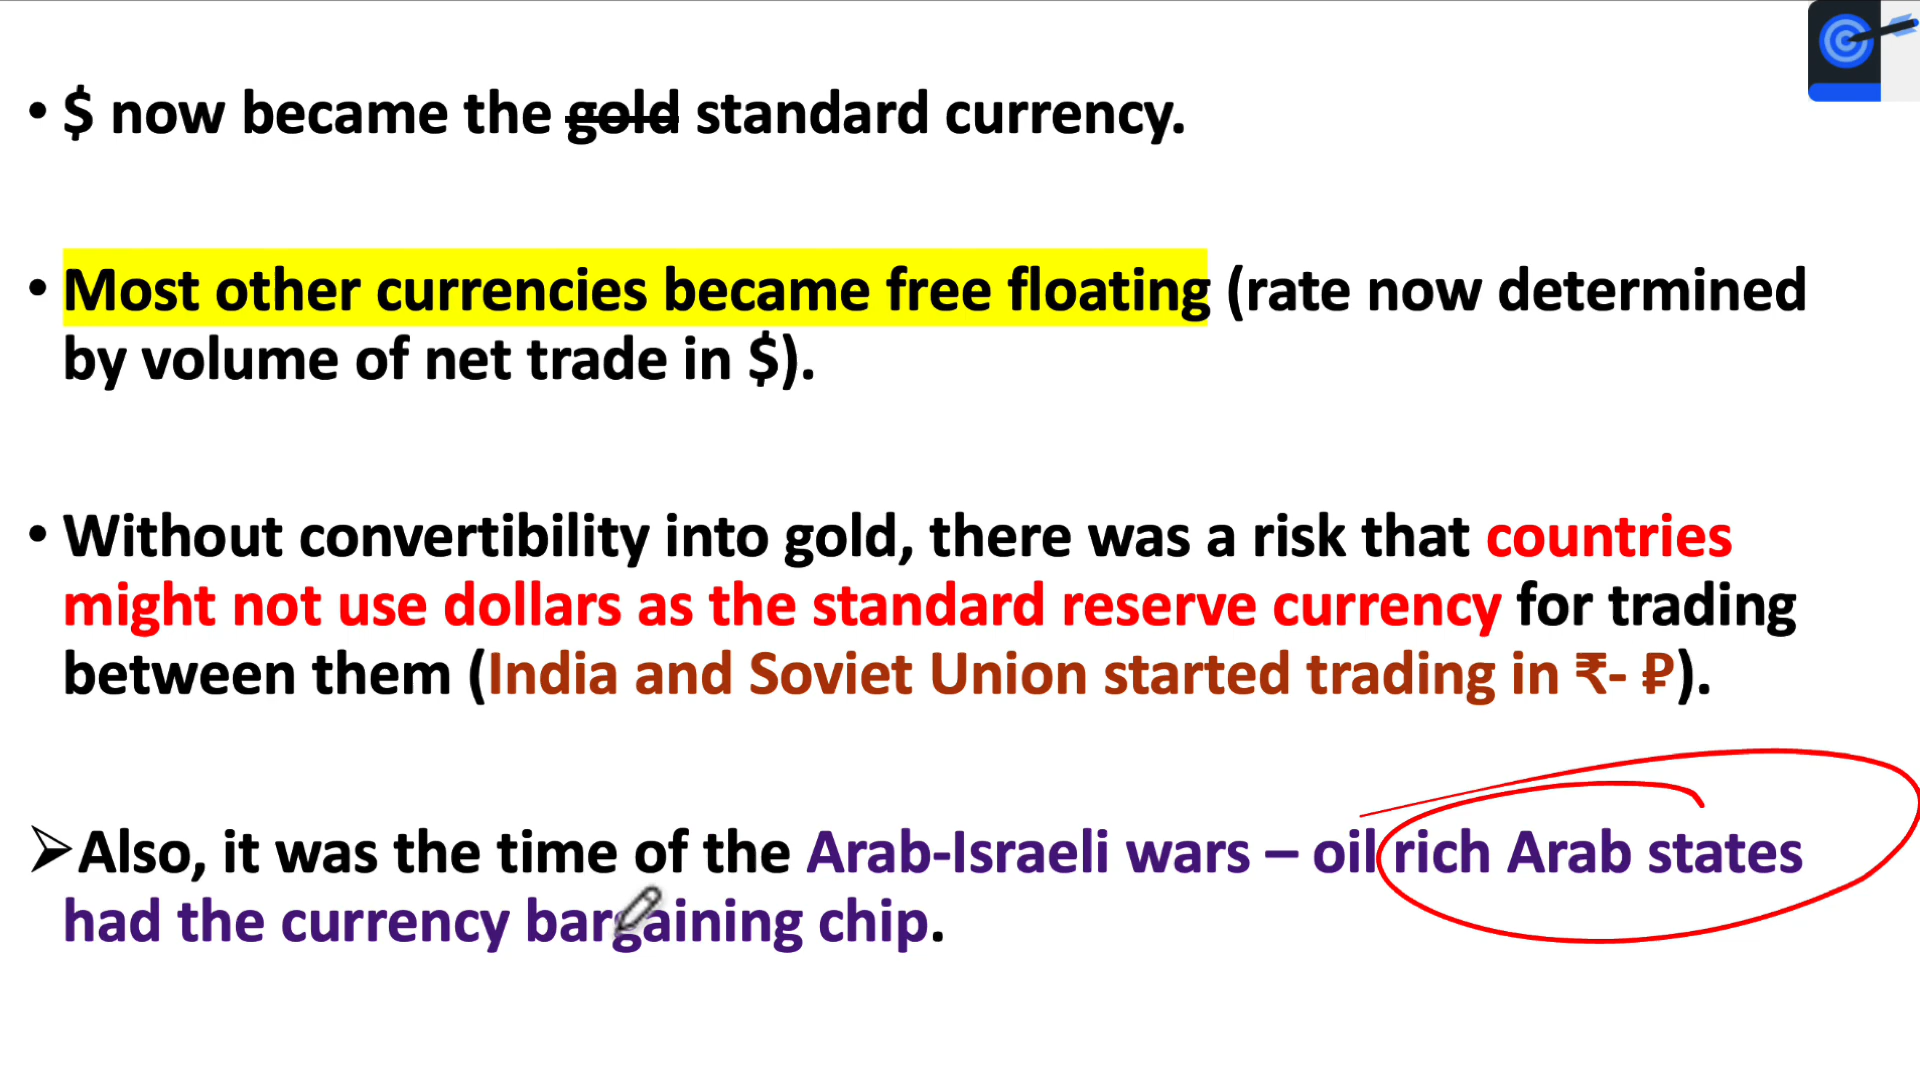 • $ now became the gold standard currency.
• Most other currencies became free floating (rate now determined
by volume of net trade in $).
• Without convertibility into gold, there was a risk that countries
might not use dollars as the standard reserve currency for trading
between them (India and Soviet Union started trading in ₹- ₽).
➢Also, it was the time of the Arab-Israeli wars – oil rich Arab states
had the currency bargaining chip.